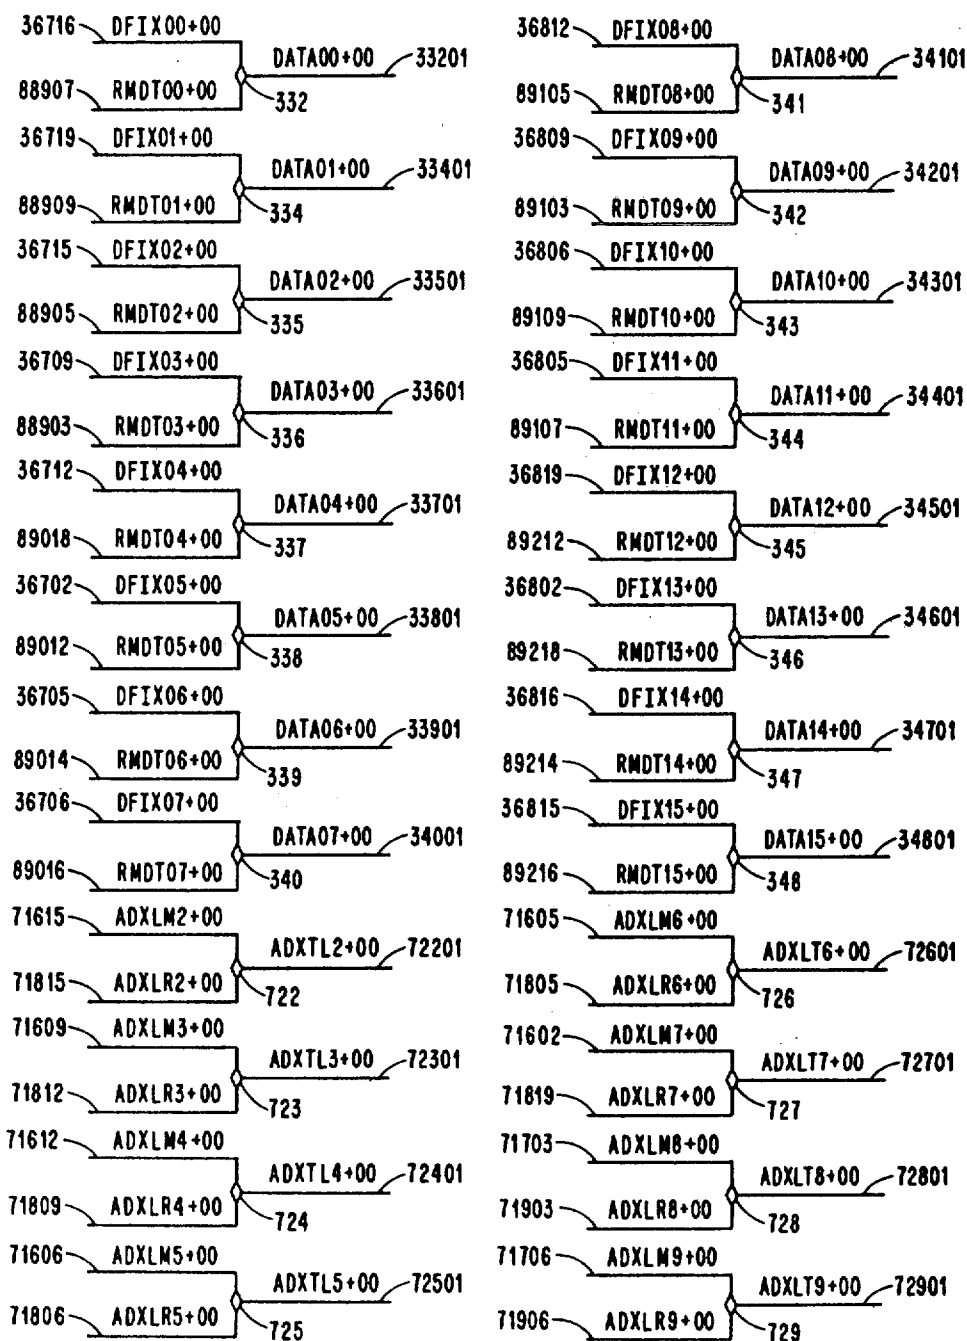 36716 DFIX00+00
DATA00+00 33201
88907 RMDT00+00 332
36719 DFIX01+00
DATA01+00 33401
88909 RMDT01+00 334
36715 DFIX02+00
DATA02+00 33501
88905 RMDT02+00 335
36709 DFIX03+00
DATA03+00 33601
88903 RMDT03+00 336
36712 DFIX04+00
DATA04+00 33701
89018 RMDT04+00 337
36702 DFIX05+00
DATA05+00 33801
89012 RMDT05+00 338
36705 DFIX06+00
DATA06+00 33901
89014 RMDT06+00 339
36706 DFIX07+00
DATA07+00 34001
89016 RMDT07+00 340
71615 ADXLM2+00
ADXTL2+00 72201
71815 ADXLR2+00 722
71609 ADXLM3+00
ADXTL3+00 72301
71812 ADXLR3+00 723
71612 ADXLM4+00
ADXTL4+00 72401
71809 ADXLR4+00 724
71606 ADXLM5+00
ADXTL5+00 72501
71806 ADXLR5+00 725
36812 DFIX08+00
DATA08+00 34101
89105 RMDT08+00 341
36809 DFIX09+00
DATA09+00 34201
89103 RMDT09+00 342
36806 DFIX10+00
DATA10+00 34301
89109 RMDT10+00 343
36805 DFIX11+00
DATA11+00 34401
89107 RMDT11+00 344
36819 DFIX12+00
DATA12+00 34501
89212 RMDT12+00 345
36802 DFIX13+00
DATA13+00 34601
89218 RMDT13+00 346
36816 DFIX14+00
DATA14+00 34701
89214 RMDT14+00 347
36815 DFIX15+00
DATA15+00 34801
89216 RMDT15+00 348
71605 ADXLM6+00
ADXLT6+00 72601
71805 ADXLR6+00 726
71602 ADXLM7+00
ADXLT7+00 72701
71819 ADXLR7+00 727
71703 ADXLM8+00
ADXLT8+00 72801
71903 ADXLR8+00 728
71706 ADXLM9+00
ADXLT9+00 72901
71906 ADXLR9+00 729